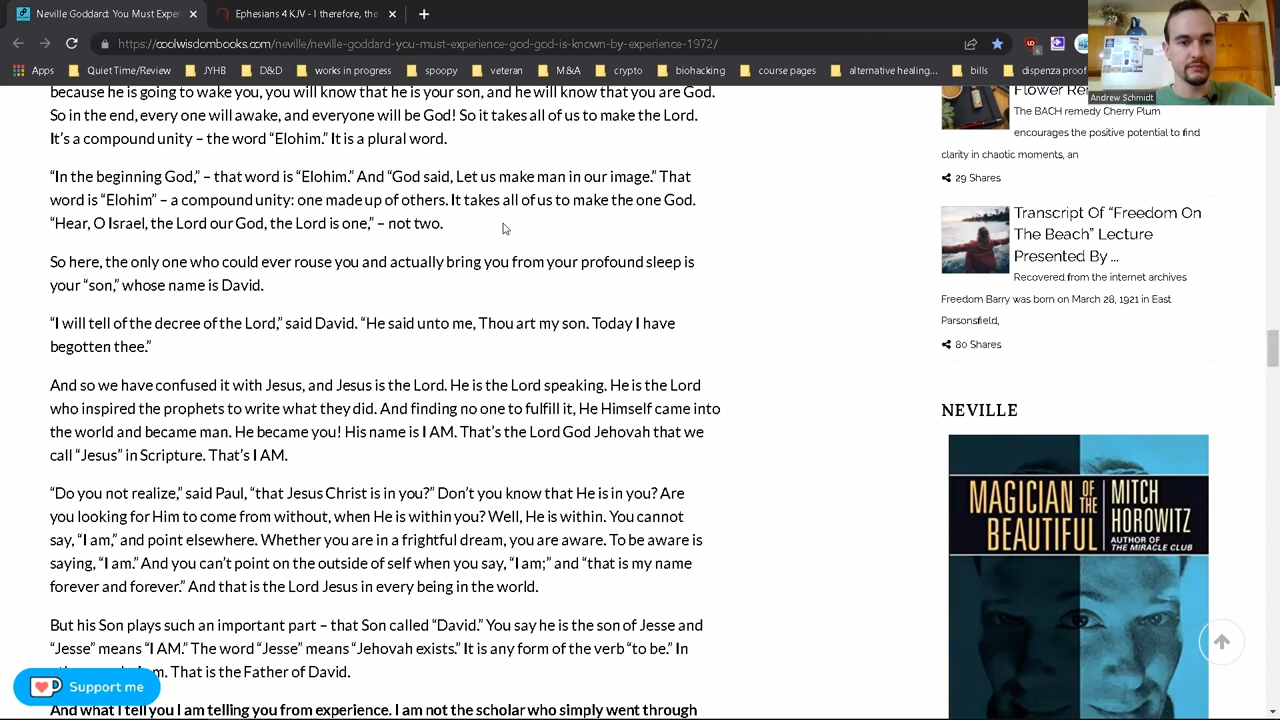 Neville Goddard: You Must Exper
Ephesians 4 KJV - I therefore, the
https://coolwisdombooks.com/neville/neville-goddard-you-must-experience-god-god-is-known-by-experience-1972/
Apps
Quiet Time/Review
JYHB
D&D
work in progress
M&A
crypto
bills
dispenza proof
Andrew Schmidt
because he is going to wake you, you will know that he is your son, and he will know that you are God.
So in the end, every one will awake, and everyone will be God! So it takes all of us to make the Lord.
It’s a compound unity – the word “Elohim.” It is a plural word.
“In the beginning God,” – that word is “Elohim.” And “God said, Let us make man in our image.” That
word is “Elohim” – a compound unity: one made up of others. It takes all of us to make the one God.
“Hear, O Israel, the Lord our God, the Lord is one,” – not two.
So here, the only one who could ever rouse you and actually bring you from your profound sleep is
your “son,” whose name is David.
“I will tell of the decree of the Lord,” said David. “He said unto me, Thou art my son. Today I have
begotten thee.”
And so we have confused it with Jesus, and Jesus is the Lord. He is the Lord speaking. He is the Lord
who inspired the prophets to write what they did. And finding no one to fulfill it, He Himself came into
the world and became man. He became you! His name is I AM. That’s the Lord God Jehovah that we
call “Jesus” in Scripture. That’s I AM.
“Do you not realize,” said Paul, “that Jesus Christ is in you?” Don’t you know that He is in you? Are
you looking for Him to come from without, when He is within you? Well, He is within. You cannot
say, “I am,” and point elsewhere. Whether you are in a frightful dream, you are aware. To be aware is
saying, “I am.” And you can’t point on the outside of self when you say, “I am;” and “that is my name
forever and forever.” And that is the Lord Jesus in every being in the world.
But his Son plays such an important part – that Son called “David.” You say he is the son of Jesse and
“Jesse” means “I AM.” The word “Jesse” means “Jehovah exists.” It is any form of the verb “to be.” In
That is the Father of David.
And what I tell you I am telling you from experience. I am not the scholar who simply went through
Support me
Flower Re
The BACH remedy Cherry Plum
encourages the positive potential to find
clarity in chaotic moments, an
29 Shares
Transcript Of “Freedom On
The Beach” Lecture
Presented By ...
Recovered from the internet archives
Freedom Barry was born on March 28, 1921 in East
Parsonsfield,
80 Shares
NEVILLE
MAGICIAN OF THE BEAUTIFUL
MITCH
HOROWITZ
AUTHOR OF
THE MIRACLE CLUB